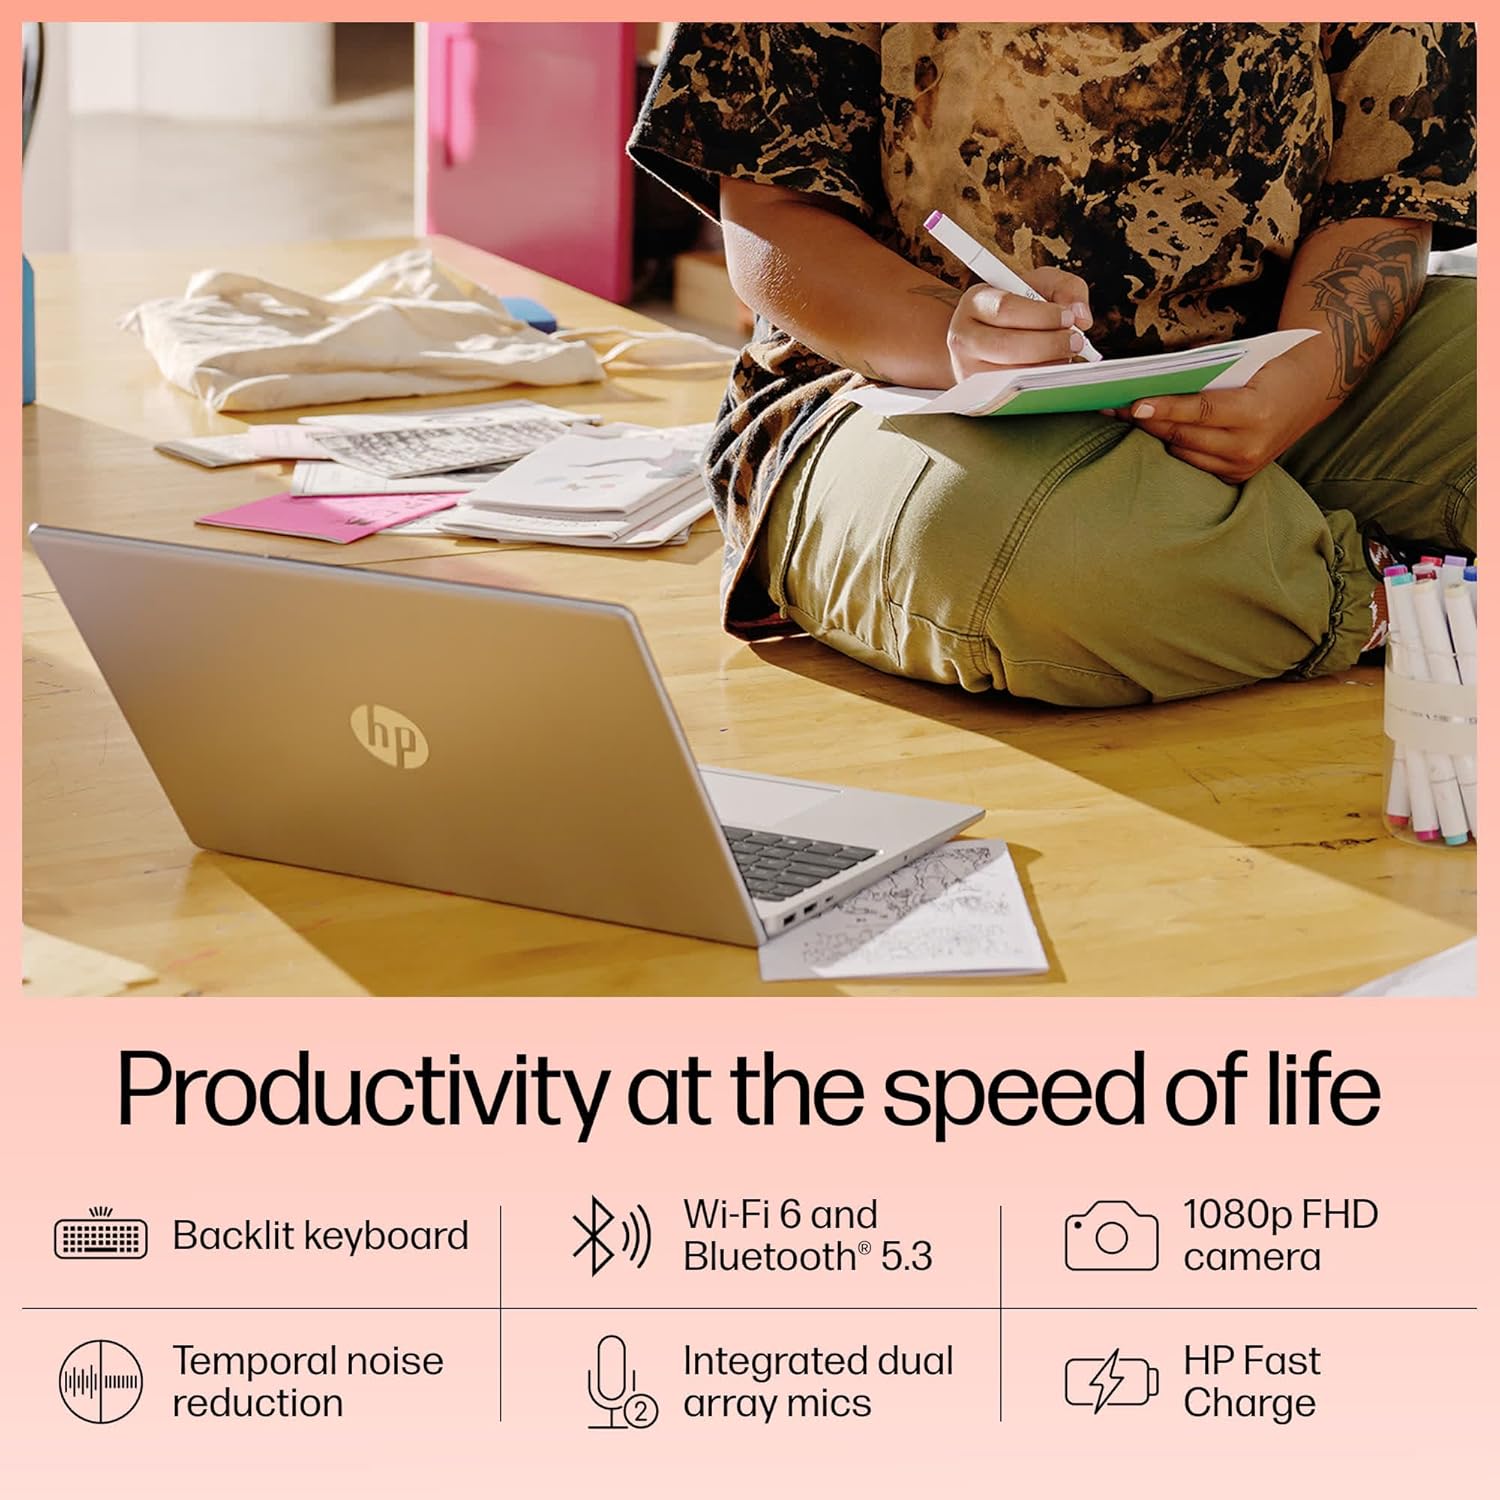 hp
Productivity at the speed of life
Backlit keyboard
Wi-Fi 6 and
Bluetooth® 5.3
1080p FHD
camera
Temporal noise
reduction
2
Integrated dual
array mics
HP Fast
Charge